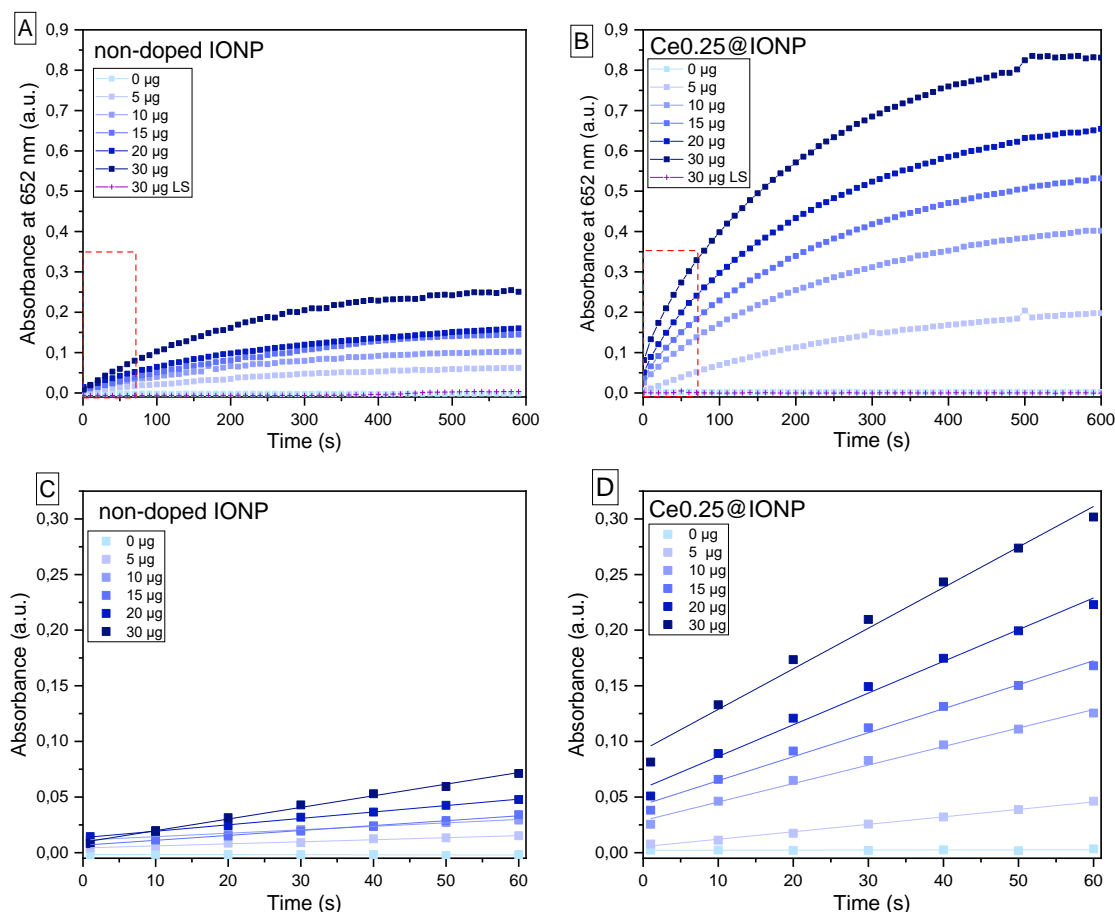 A
non-doped IONP
0 µg
5 µg
10 µg
15 µg
20 µg
30 µg
30 µg LS
0,9
0,8
0,7
0,6
0,5
0,4
0,3
0,2
0,1
0,0
Absorbance at 652 nm (a.u.)
0 100 200 300 400 500 600
Time (s)
B
Ce0.25@IONP
0 µg
5 µg
10 µg
15 µg
20 µg
30 µg
30 µg LS
0,9
0,8
0,7
0,6
0,5
0,4
0,3
0,2
0,1
0,0
Absorbance at 652 nm (a.u.)
0 100 200 300 400 500 600
Time (s)
C
non-doped IONP
0 µg
5 µg
10 µg
15 µg
20 µg
30 µg
0,30
0,25
0,20
0,15
0,10
0,05
0,00
Absorbance (a.u.)
0 10 20 30 40 50 60
Time (s)
D
Ce0.25@IONP
0 µg
5 µg
10 µg
15 µg
20 µg
30 µg
0,30
0,25
0,20
0,15
0,10
0,05
0,00
Absorbance (a.u.)
0 10 20 30 40 50 60
Time (s)